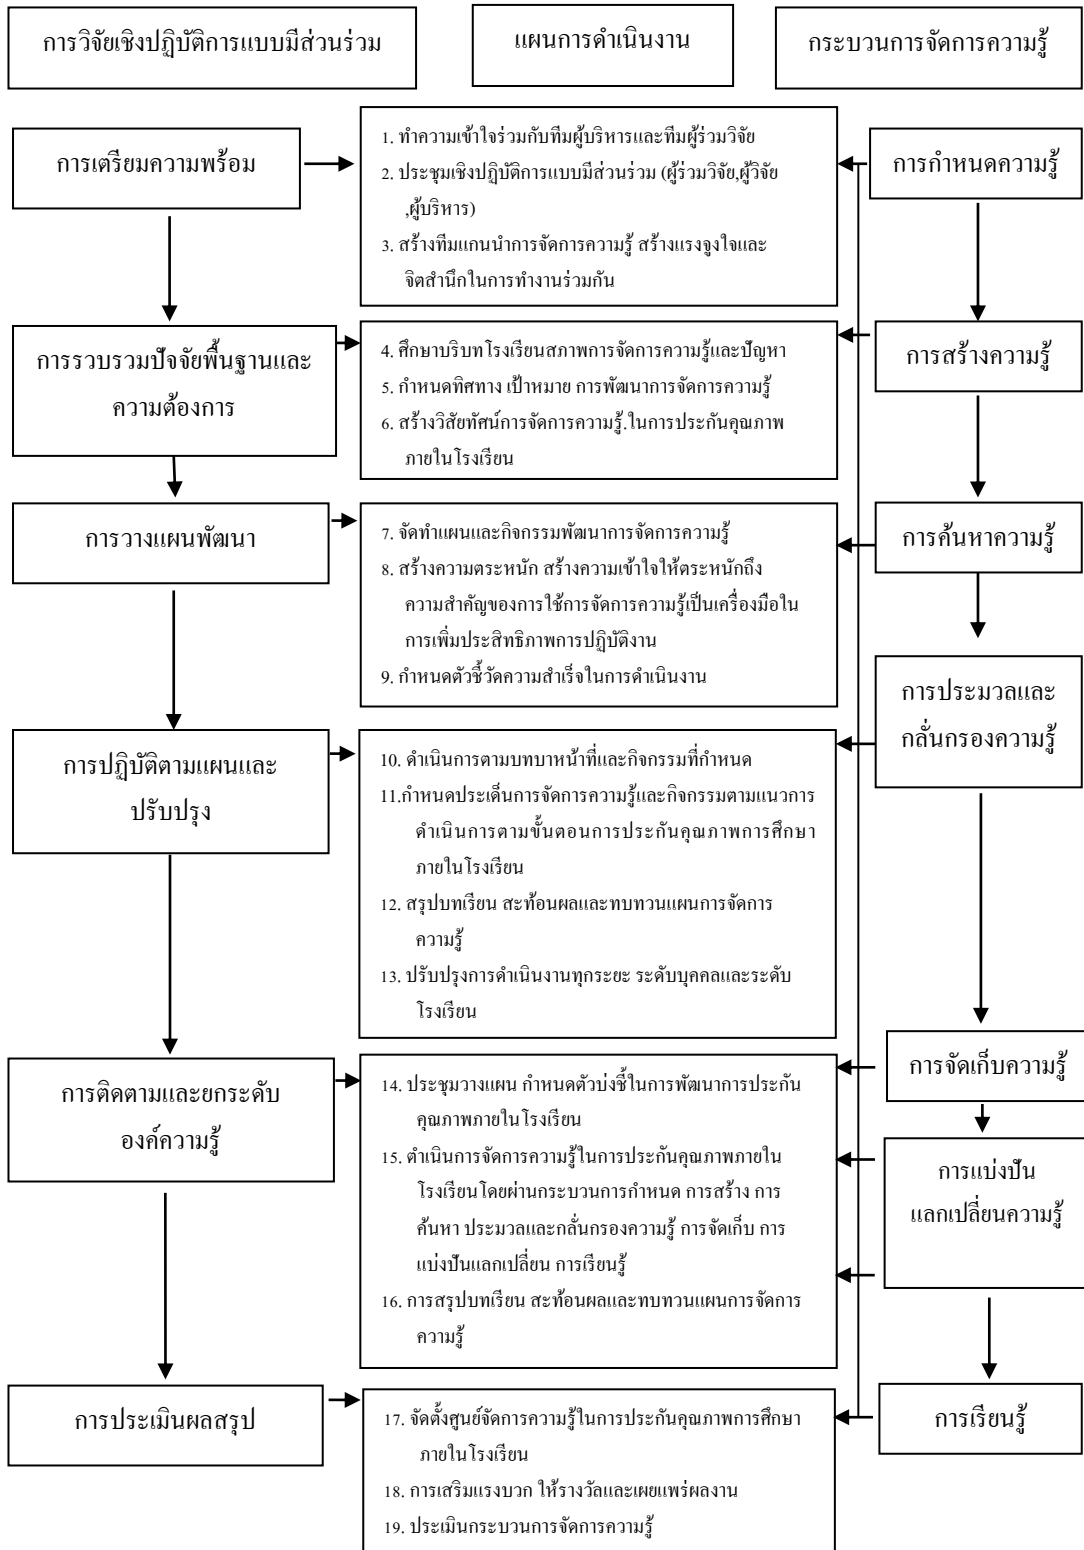 การวิจัยเชิงปฏิบัติการแบบมีส่วนร่วม
แผนการดำเนินงาน
กระบวนการจัดการความรู้
การเตรียมความพร้อม
1. ทำความเข้าใจร่วมกับทีมผู้บริหารและทีมผู้ร่วมวิจัย
2. ประชุมเชิงปฏิบัติการแบบมีส่วนร่วม (ผู้ร่วมวิจัย,ผู้วิจัย
,ผู้บริหาร)
3. สร้างทีมแกนนำการจัดการความรู้ สร้างแรงจูงใจและ
จิตสำนึกในการทำงานร่วมกัน
การกำหนดความรู้
การรวบรวมปัจจัยพื้นฐานและ
ความต้องการ
4. ศึกษาบริบทโรงเรียนสภาพการจัดการความรู้และปัญหา
5. กำหนดทิศทาง เป้าหมาย การพัฒนาการจัดการความรู้
6. สร้างวิสัยทัศน์การจัดการความรู้.ในการประกันคุณภาพ
ภายในโรงเรียน
การสร้างความรู้
การวางแผนพัฒนา
7. จัดทำแผนและกิจกรรมพัฒนาการจัดการความรู้
8. สร้างความตระหนัก สร้างความเข้าใจให้ตระหนักถึง
ความสำคัญของการใช้การจัดการความรู้เป็นเครื่องมือใน
การเพิ่มประสิทธิภาพการปฏิบัติงาน
9. กำหนดตัวชี้วัดความสำเร็จในการดำเนินงาน
การค้นหาความรู้
การประมวลและ
กลั่นกรองความรู้
การปฏิบัติตามแผนและ
ปรับปรุง
10. ดำเนินการตามบทบาหน้าที่และกิจกรรมที่กำหนด
11.กำหนดประเด็นการจัดการความรู้และกิจกรรมตามแนวการ
ดำเนินการตามขั้นตอนการประกันคุณภาพการศึกษา
ภายในโรงเรียน
12. สรุปบทเรียน สะท้อนผลและทบทวนแผนการจัดการ
ความรู้
13. ปรับปรุงการดำเนินงานทุกระยะ ระดับบุคคลและระดับ
โรงเรียน
การติดตามและยกระดับ
องค์ความรู้
14. ประชุมวางแผน กำหนดตัวบ่งชี้ในการพัฒนาการประกัน
คุณภาพภายในโรงเรียน
15. ดำเนินการจัดการความรู้ในการประกันคุณภาพภายใน
โรงเรียนโดยผ่านกระบวนการกำหนด การสร้าง การ
ค้นหา ประมวลและกลั่นกรองความรู้ การจัดเก็บ การ
แบ่งปันแลกเปลี่ยน การเรียนรู้
16. การสรุปบทเรียน สะท้อนผลและทบทวนแผนการจัดการ
ความรู้
การจัดเก็บความรู้
การแบ่งปัน
แลกเปลี่ยนความรู้
การประเมินผลสรุป
17. จัดตั้งศูนย์จัดการความรู้ในการประกันคุณภาพการศึกษา
ภายในโรงเรียน
18. การเสริมแรงบวก ให้รางวัลและเผยแพร่ผลงาน
19. ประเมินกระบวนการจัดการความรู้
การเรียนรู้